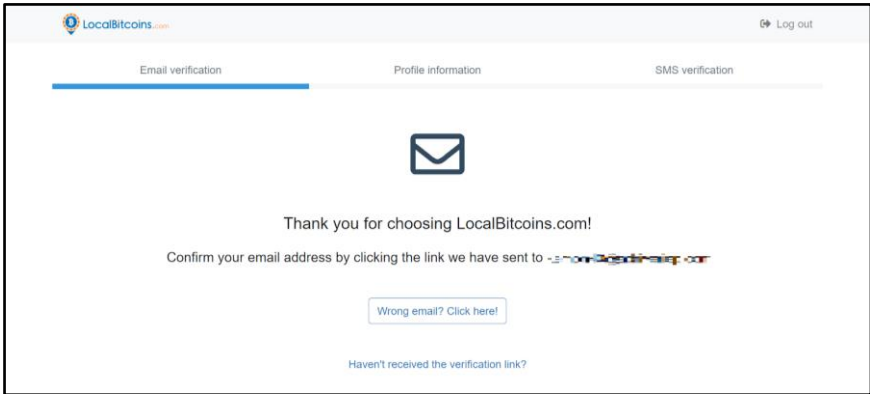 LocalBitcoins.com
Log out
Email verification
Profile information
SMS verification
Thank you for choosing LocalBitcoins.com!
Confirm your email address by clicking the link we have sent to
Wrong email? Click here!
Haven't received the verification link?